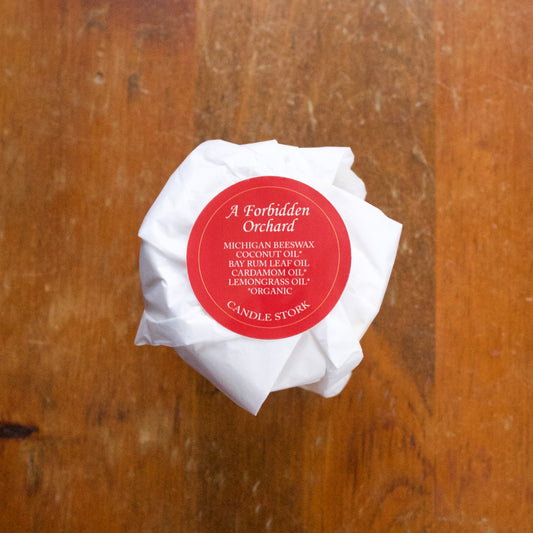 A Forbidden
Orchard
MICHIGAN BEESWAX
COCONUT OIL*
BAY RUM LEAF OIL
CARDAMOM OIL*
LEMONGRASS OIL*
*ORGANIC
CANDLE STORK